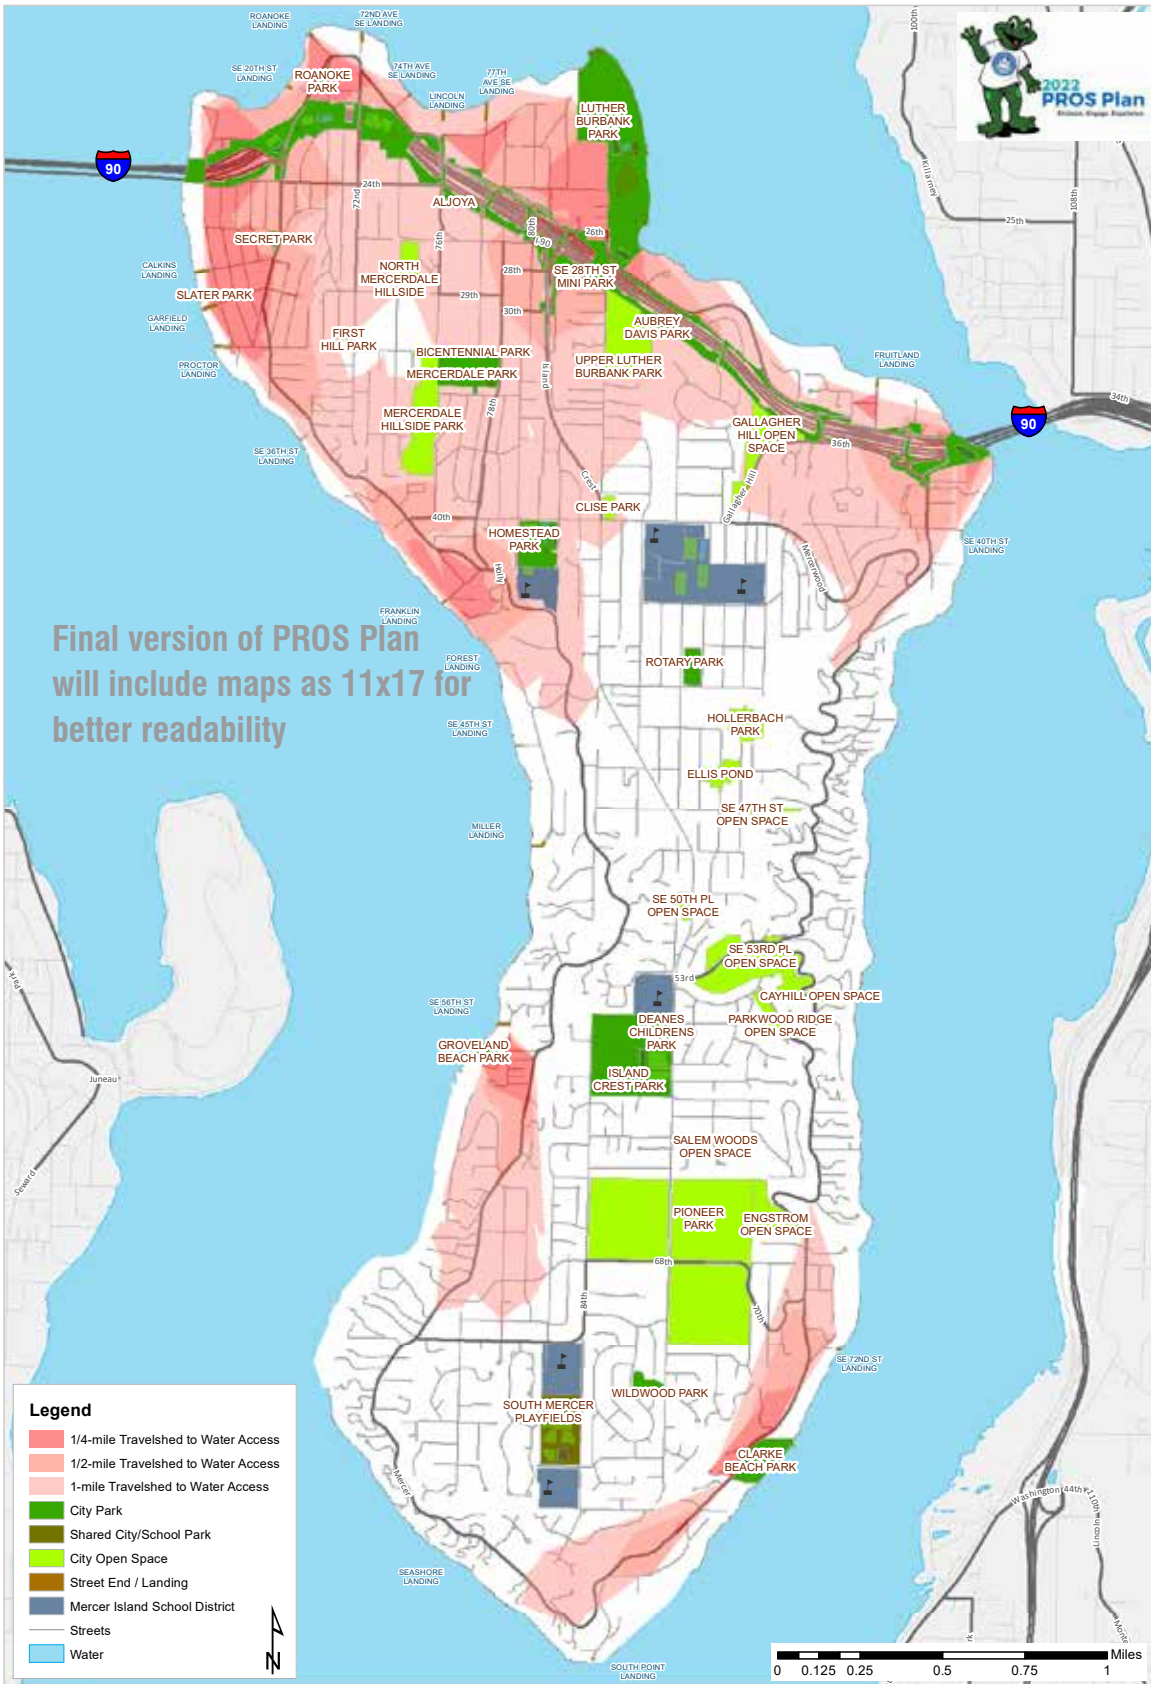 ROANOKE
LANDING
72ND AVE
SE LANDING
SE 20TH ST
LANDING
74TH AVE
SE LANDING
77TH
AVE SE
LANDING
LINCOLN
LANDING
ROANOKE
PARK
LUTHER
BURBANK
PARK
100th
2022
PROS Plan
90
24th
72nd
ALJOYA
76th
80th
I-90
26th
Killarney
108th
25th
SECRET PARK
NORTH
MERCERDALE
HILLSIDE
28th
SE 28TH ST
MINI PARK
CALKINS
LANDING
SLATER PARK
29th
30th
GARFIELD
LANDING
FIRST
HILL PARK
AUBREY
DAVIS PARK
BICENTENNIAL PARK
MERCERDALE PARK
UPPER LUTHER
BURBANK PARK
PROCTOR
LANDING
Island
FRUITLAND
LANDING
78th
34th
90
MERCERDALE
HILLSIDE PARK
GALLAGHER
HILL OPEN
SPACE
36th
SE 36TH ST
LANDING
Crest
Gallagher Hill
CLISE PARK
40th
HOMESTEAD
PARK
SE 40TH ST
LANDING
Mercerwood
Holly
FRANKLIN
LANDING
Final version of PROS Plan
will include maps as 11x17 for
better readability
FOREST
LANDING
ROTARY PARK
SE 45TH ST
LANDING
HOLLERBACH
PARK
ELLIS POND
SE 47TH ST
OPEN SPACE
MILLER
LANDING
SE 50TH PL
OPEN SPACE
SE 53RD PL
OPEN SPACE
53rd
CAYHILL OPEN SPACE
Park
SE 56TH ST
LANDING
DEANES
CHILDRENS
PARK
PARKWOOD RIDGE
OPEN SPACE
GROVELAND
BEACH PARK
ISLAND
CREST PARK
Juneau
SALEM WOODS
OPEN SPACE
Seward
PIONEER
PARK
ENGSTROM
OPEN SPACE
68th
84th
70th
SE 72ND ST
LANDING
WILDWOOD PARK
SOUTH MERCER
PLAYFIELDS
CLARKE
BEACH PARK
Mercer
Washington
44th
110th
Lincoln
SEASHORE
LANDING
SOUTH POINT
LANDING
Legend
1/4-mile Travelshed to Water Access
1/2-mile Travelshed to Water Access
1-mile Travelshed to Water Access
City Park
Shared City/School Park
City Open Space
Street End / Landing
Mercer Island School District
Streets
Water
N
Miles
0 0.125 0.25 0.5 0.75 1